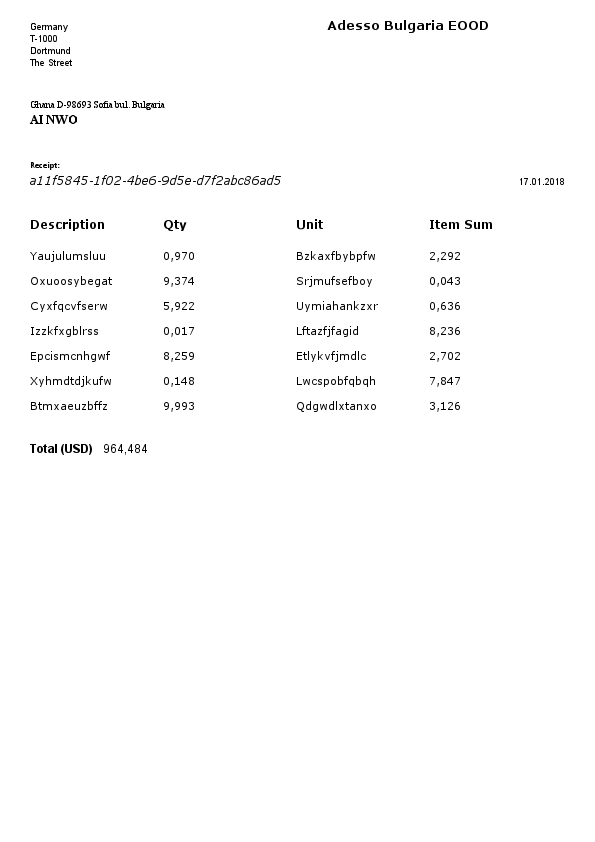 Germany
T-1000
Dortmund
The Street
Adesso Bulgaria EOOD
Ghana D-98693 Sofia bul. Bulgaria
AI NWO
Receipt:
a11f5845-1f02-4be6-9d5e-d7f2abc86ad5
17.01.2018
Description Qty Unit Item Sum
Yaujulumsluu 0,970 Bzkaxfbybpfw 2,292
Oxuoosybegat 9,374 Srjmufsefboy 0,043
Cyxfqcvfserw 5,922 Uymiahankzxr 0,636
Izzkfxgblrss 0,017 Lftazfjfagid 8,236
Epcismcnhgwf 8,259 Etlykvfjmdlc 2,702
Xyhmdtdjkufw 0,148 Lwcspobfqbqh 7,847
Btmxaeuzbffz 9,993 Qdgwdlxtanxo 3,126
Total (USD) 964,484